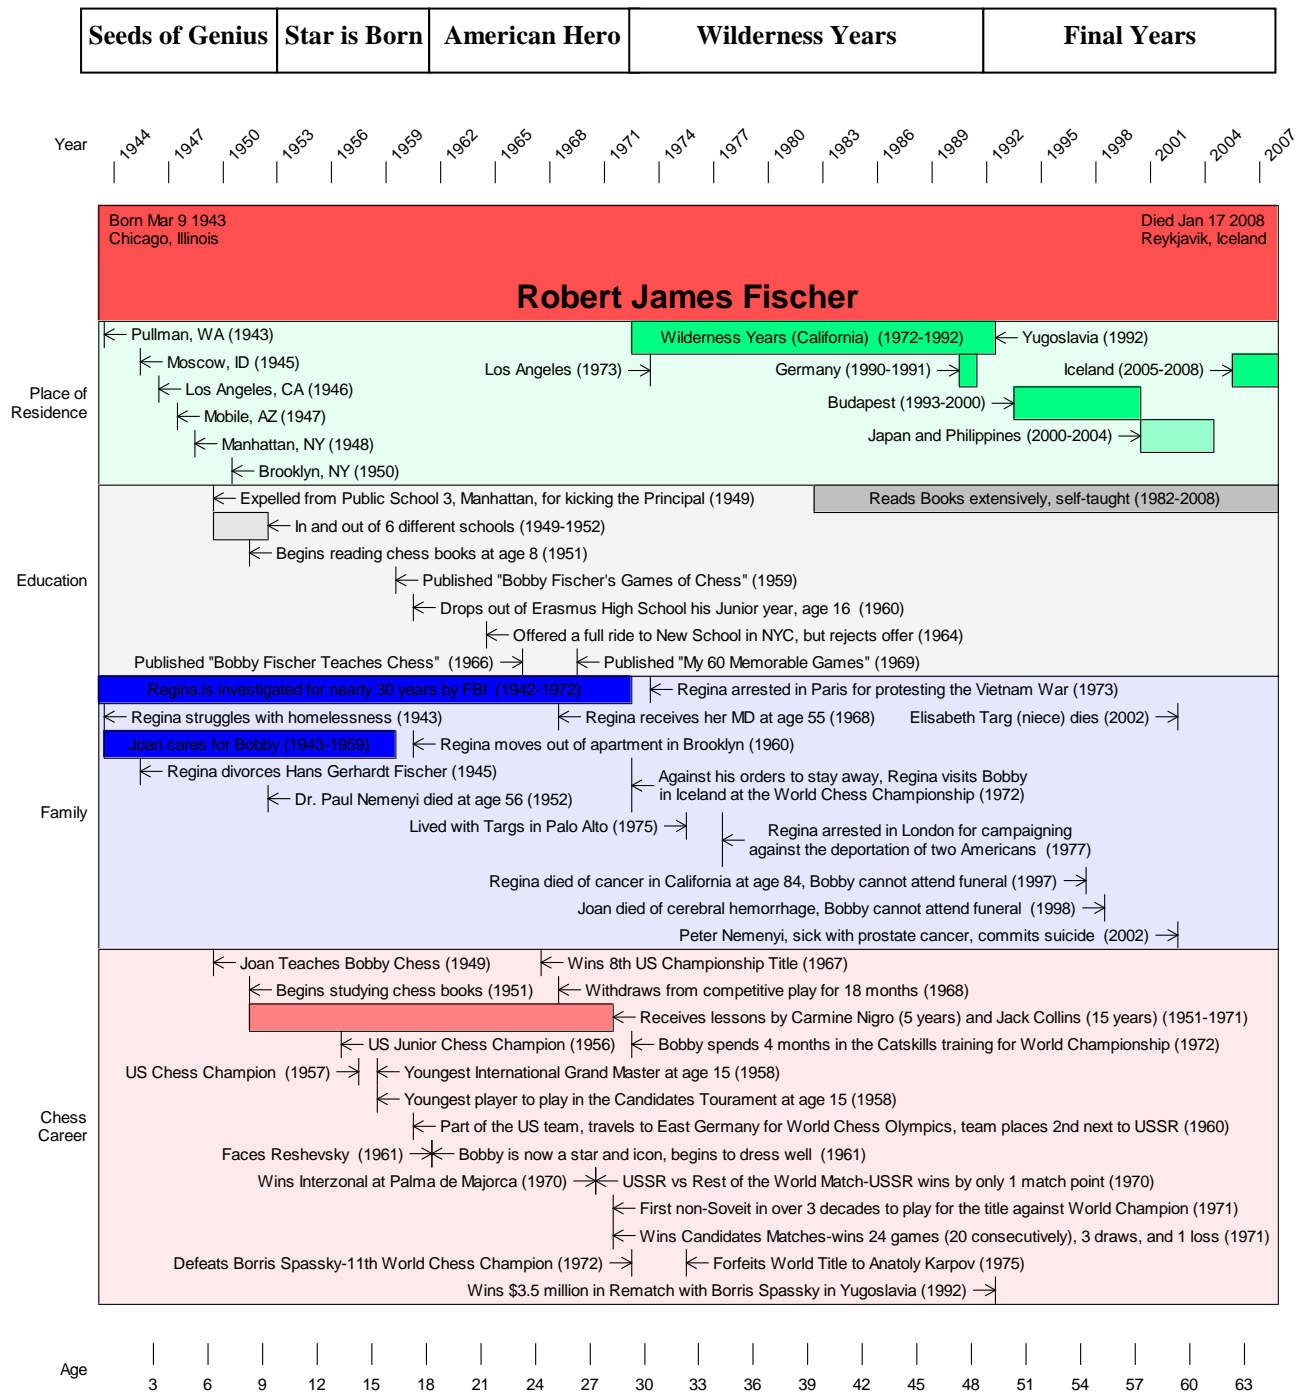 Seeds of Genius Star is Born American Hero Wilderness Years Final Years
Year 1944 1947 1950 1953 1956 1959 1962 1965 1968 1971 1974 1977 1980 1983 1986 1989 1992 1995 1998 2001 2004 2007
Born Mar 9 1943 Died Jan 17 2008
Chicago, Illinois Reykjavik, Iceland
Robert James Fischer
Place of
Residence
Pullman, WA (1943) Wilderness Years (California) (1972-1992) Yugoslavia (1992)
Moscow, ID (1945) Los Angeles (1973) Germany (1990-1991) Iceland (2005-2008)
Los Angeles, CA (1946)
Budapest (1993-2000)
Mobile, AZ (1947)
Japan and Philippines (2000-2004)
Manhattan, NY (1948)
Brooklyn, NY (1950)
Education
Expelled from Public School 3, Manhattan, for kicking the Principal (1949) Reads Books extensively, self-taught (1982-2008)
In and out of 6 different schools (1949-1952)
Begins reading chess books at age 8 (1951)
Published "Bobby Fischer's Games of Chess" (1959)
Drops out of Erasmus High School his Junior year, age 16 (1960)
Offered a full ride to New School in NYC, but rejects offer (1964)
Published "Bobby Fischer Teaches Chess" (1966) Published "My 60 Memorable Games" (1969)
Family
Regina is investigated for nearly 30 years by FBI (1942-1972) Regina arrested in Paris for protesting the Vietnam War (1973)
Regina struggles with homelessness (1943) Regina receives her MD at age 55 (1968) Elisabeth Targ (niece) dies (2002)
Joan cares for Bobby (1943-1959) Regina moves out of apartment in Brooklyn (1960)
Regina divorces Hans Gerhardt Fischer (1945)
Against his orders to stay away, Regina visits Bobby
in Iceland at the World Chess Championship (1972)
Dr. Paul Nemenyi died at age 56 (1952)
Lived with Targs in Palo Alto (1975)
Regina arrested in London for campaigning
against the deportation of two Americans (1977)
Regina died of cancer in California at age 84, Bobby cannot attend funeral (1997)
Joan died of cerebral hemorrhage, Bobby cannot attend funeral (1998)
Peter Nemenyi, sick with prostate cancer, commits suicide (2002)
Chess
Career
Joan Teaches Bobby Chess (1949) Wins 8th US Championship Title (1967)
Begins studying chess books (1951) Withdraws from competitive play for 18 months (1968)
Receives lessons by Carmine Nigro (5 years) and Jack Collins (15 years) (1951-1971)
US Junior Chess Champion (1956) Bobby spends 4 months in the Catskills training for World Championship (1972)
US Chess Champion (1957) Youngest International Grand Master at age 15 (1958)
Youngest player to play in the Candidates Tourament at age 15 (1958)
Part of the US team, travels to East Germany for World Chess Olympics, team places 2nd next to USSR (1960)
Faces Reshevsky (1961) Bobby is now a star and icon, begins to dress well (1961)
Wins Interzonal at Palma de Majorca (1970) USSR vs Rest of the World Match-USSR wins by only 1 match point (1970)
First non-Soveit in over 3 decades to play for the title against World Champion (1971)
Wins Candidates Matches-wins 24 games (20 consecutively), 3 draws, and 1 loss (1971)
Defeats Borris Spassky-11th World Chess Champion (1972) Forfeits World Title to Anatoly Karpov (1975)
Wins $3.5 million in Rematch with Borris Spassky in Yugoslavia (1992)
Age 3 6 9 12 15 18 21 24 27 30 33 36 39 42 45 48 51 54 57 60 63